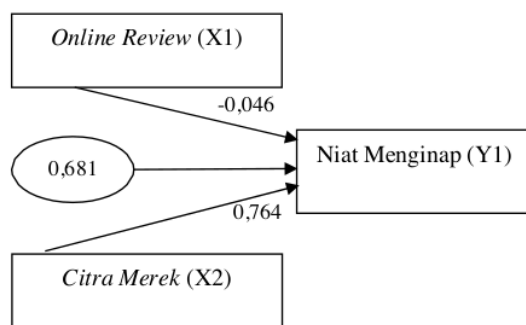 Online Review (X1)
-0,046
Niat Menginap (Y1)
0,681
0,764
Citra Merek (X2)